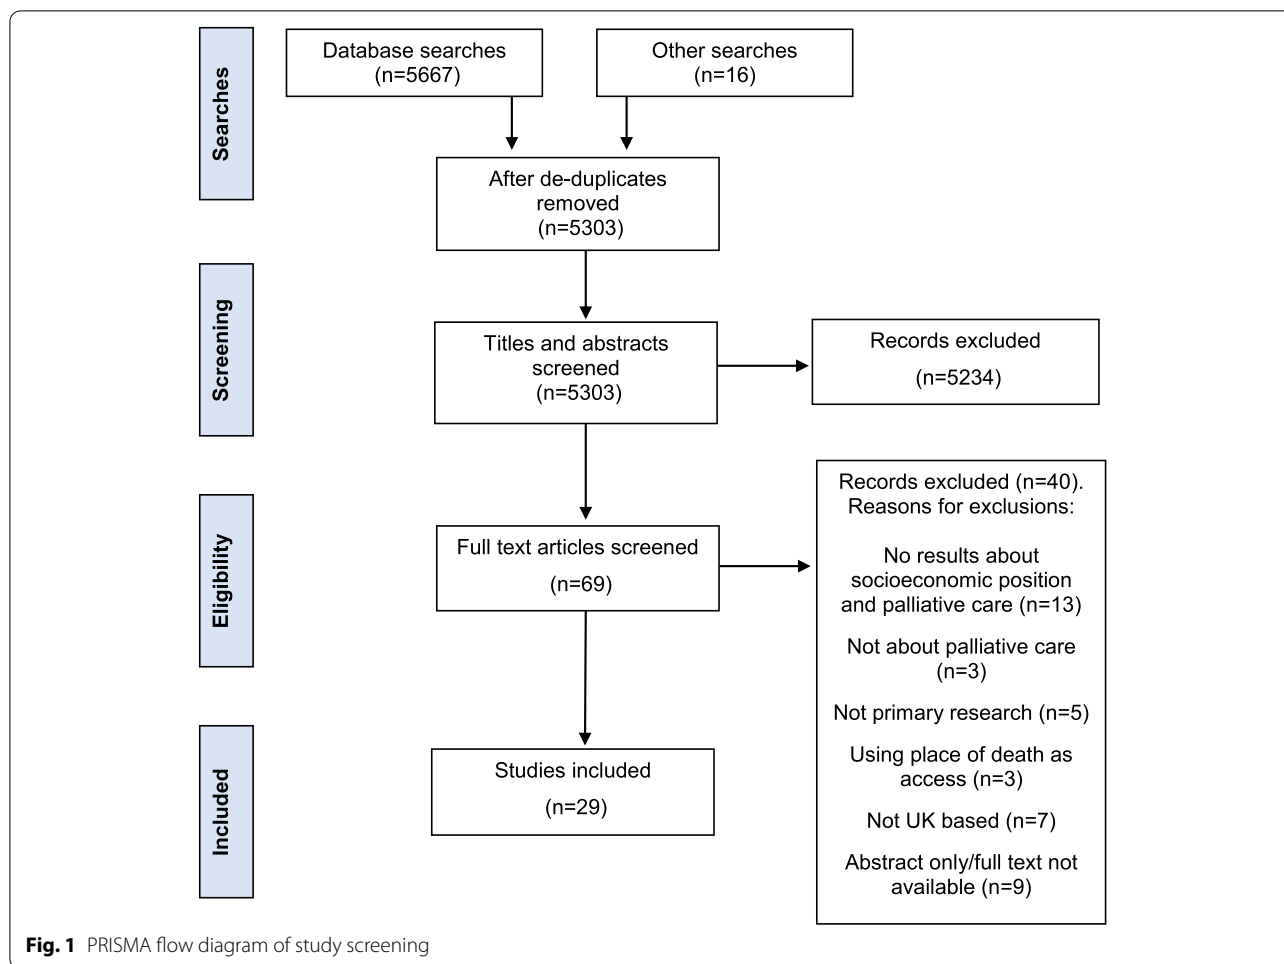 Searches
Database searches
(n=5667)
Other searches
(n=16)
After de-duplicates
removed
(n=5303)
Screening
Titles and abstracts
screened
(n=5303)
Records excluded
(n=5234)
Eligibility
Full text articles screened
(n=69)
Records excluded (n=40).
Reasons for exclusions:
No results about
socioeconomic position
and palliative care (n=13)
Not about palliative care
(n=3)
Not primary research (n=5)
Using place of death as
access (n=3)
Not UK based (n=7)
Abstract only/full text not
available (n=9)
Included
Studies included
(n=29)
Fig. 1 PRISMA flow diagram of study screening